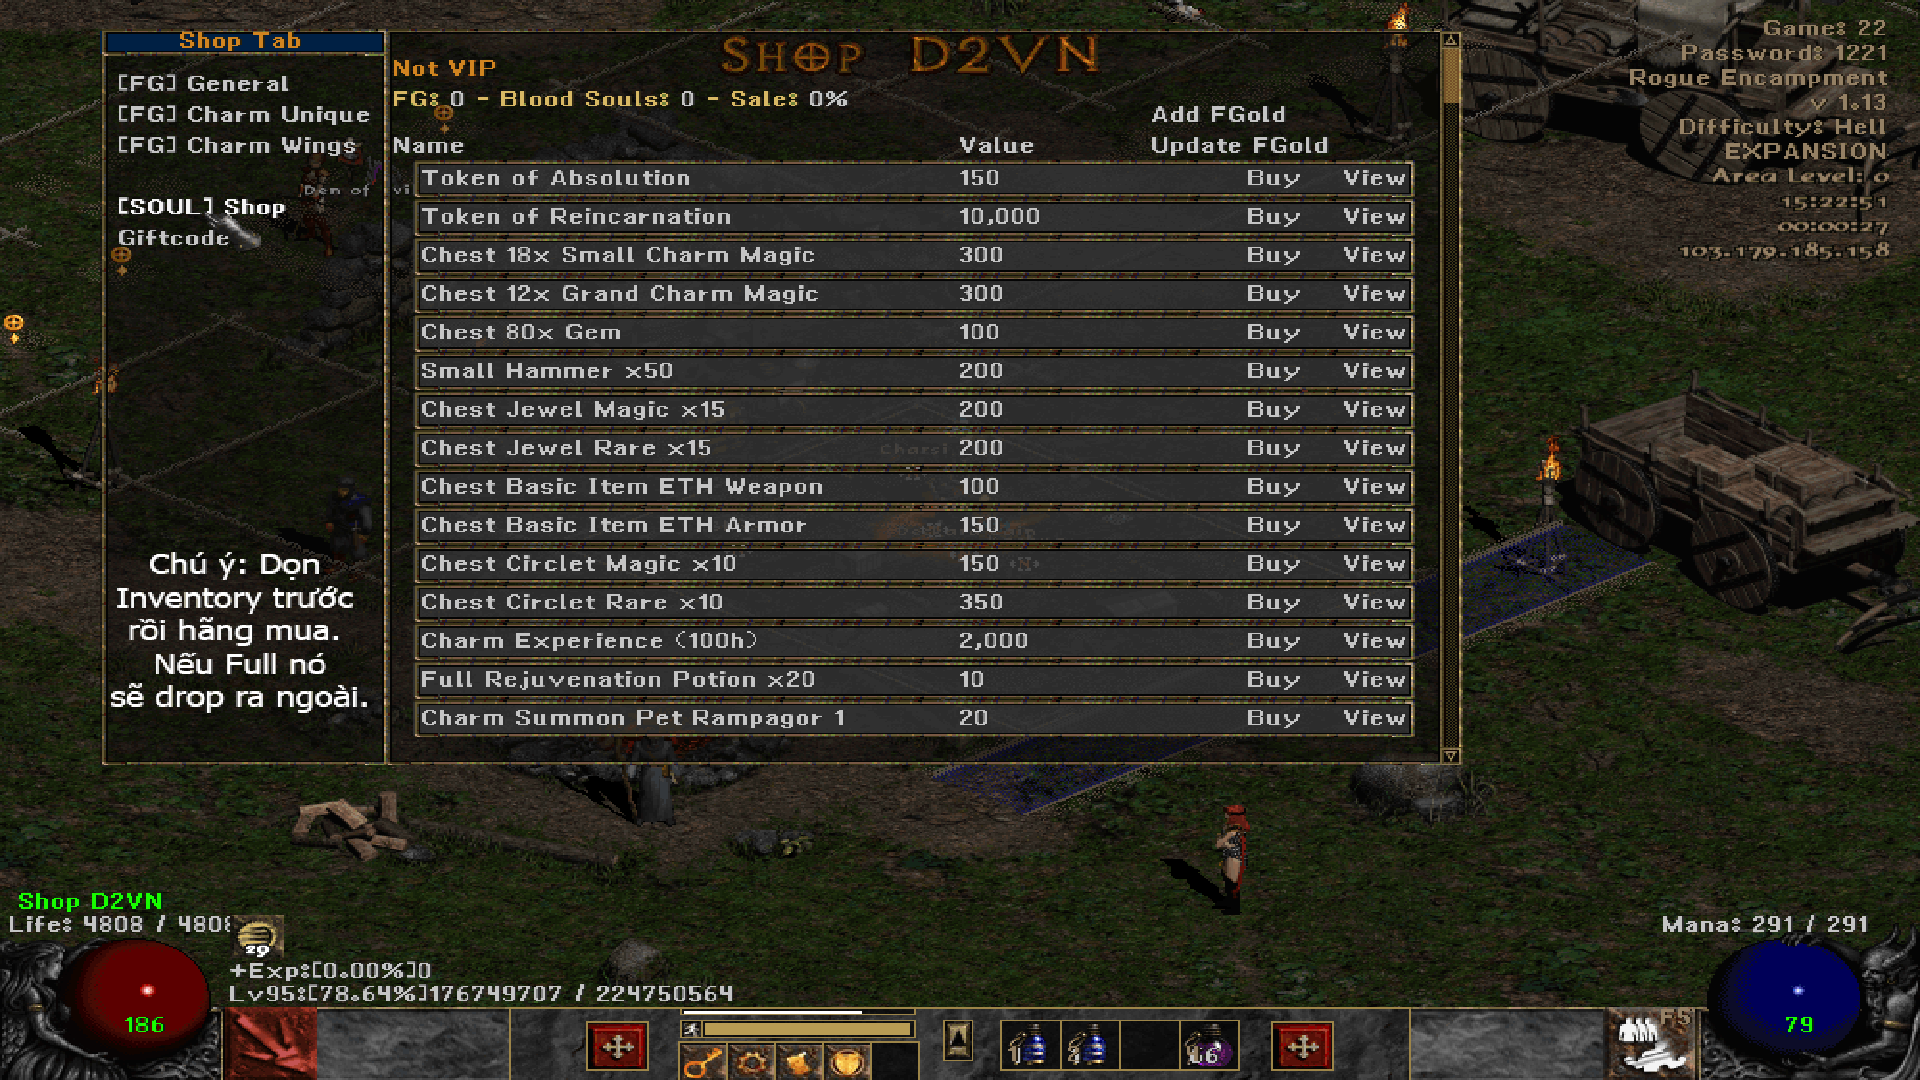 Shop Tab
[FG] General
[FG] Charm Unique
[FG] Charm Wings
[SOUL] Shop
Giftcode
Chú ý: Dọn
Inventory trước
rồi hãng mua.
Nếu Full nó
sẽ drop ra ngoài.
SHOP D2VN
Not VIP
FG: 0 - Blood Souls: 0 - Sale: 0%
Add FGold
Name Value Update FGold
Token of Absolution 150 Buy View
Token of Reincarnation 10,000 Buy View
Chest 18x Small Charm Magic 300 Buy View
Chest 12x Grand Charm Magic 300 Buy View
Chest 80x Gem 100 Buy View
Small Hammer x50 200 Buy View
Chest Jewel Magic x15 200 Buy View
Chest Jewel Rare x15 200 Buy View
Chest Basic Item ETH Weapon 100 Buy View
Chest Basic Item ETH Armor 150 Buy View
Chest Circlet Magic x10 150 Buy View
Chest Circlet Rare x10 350 Buy View
Charm Experience (100h) 2,000 Buy View
Full Rejuvenation Potion x20 10 Buy View
Charm Summon Pet Rampagor 1 20 Buy View
Game: 22
Password: 1221
Rogue Encampment
v 1.13
Difficulty: Hell
EXPANSION
Area Level: 0
15:22:51
00:00:27
103.179.185.158
Den of
Charsi
Shop D2VN
Life: 4808 / 4808
29
+Exp:[0.00%]0
Lv95:[78.64%]176749707 / 224750564
186
Mana: 291 / 291
79
F5
16